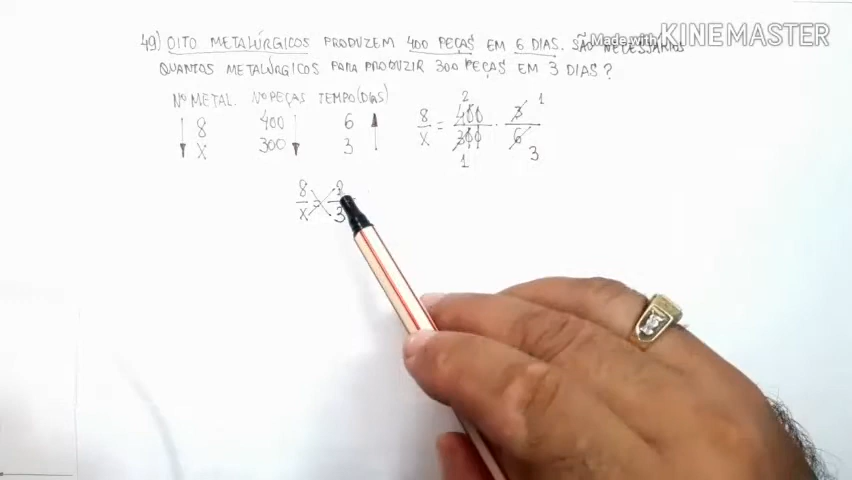 49) OITO METALÚRGICOS PRODUZEM 400 PEÇAS EM 6 DIAS. SÃO NECESSÁRIOS
Made with KINEMASTER
QUANTOS METALÚRGICOS PARA PRODUZIR 300 PEÇAS EM 3 DIAS?
Nº METAL. Nº PEÇAS TEMPO (DIAS)
8 400 6
X 300 3
2 1
8/X = 400/300 · 3/6
1 3
8/X = 2/3